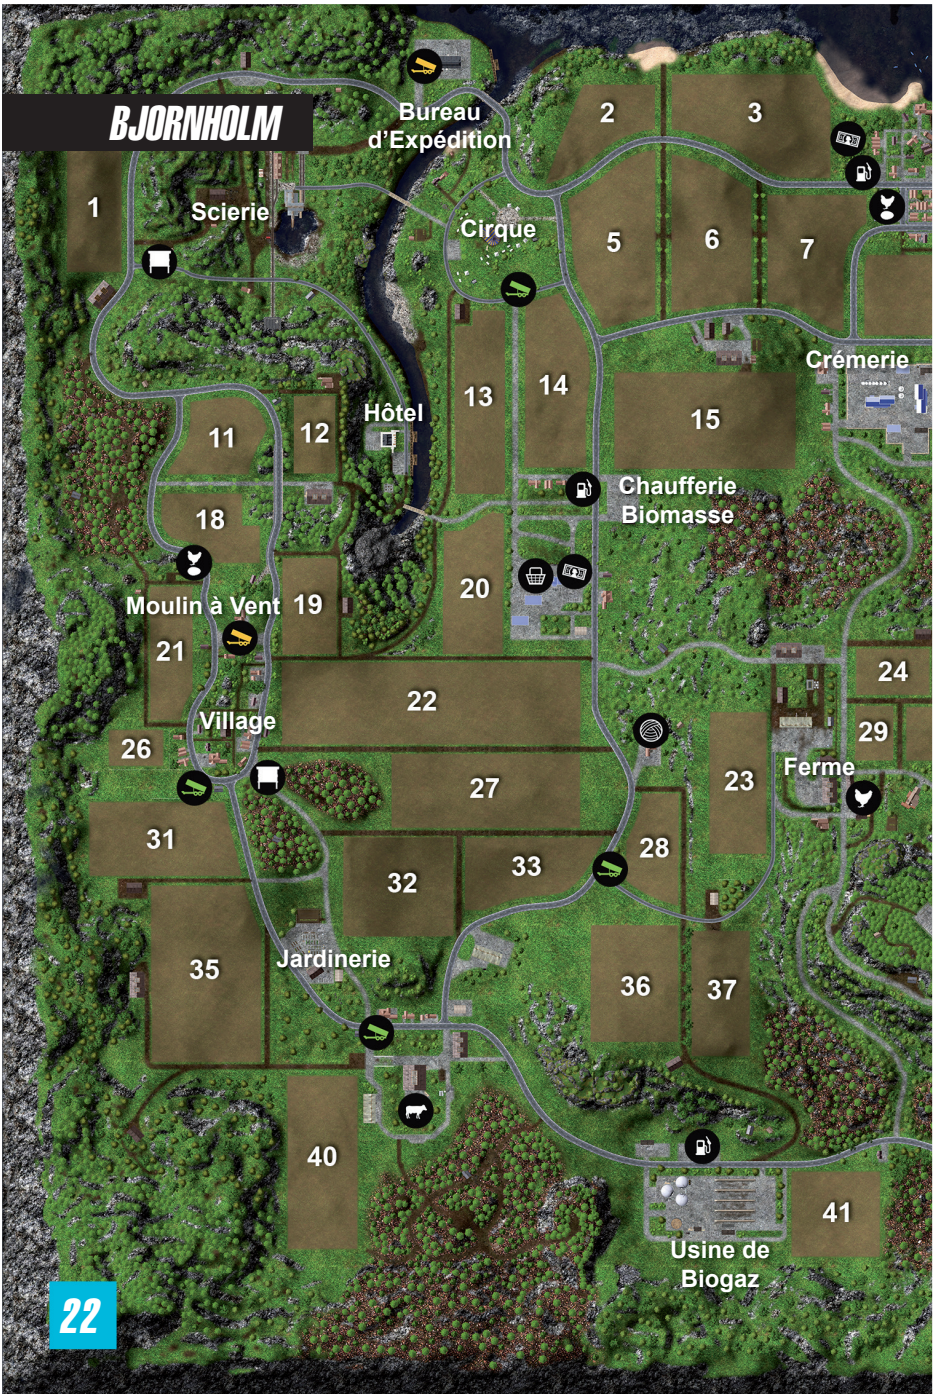 BJORNHOLM
Bureau
d'Expédition
2
3
1
Scierie
Cirque
5
6
7
Crémerie
13
14
Hôtel
11
12
15
Chaufferie
Biomasse
18
20
Moulin à Vent
19
21
24
22
Village
26
29
Ferme
23
27
31
28
33
32
Jardinerie
35
36
37
40
41
Usine de
Biogaz
22